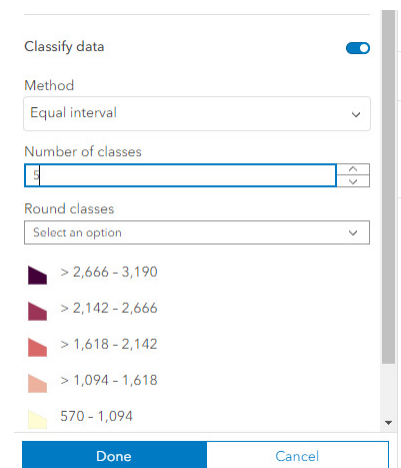 Classify data
Method
Equal interval
Number of classes
5
Round classes
Select an option
> 2,666 – 3,190
> 2,142 – 2,666
> 1,618 – 2,142
> 1,094 – 1,618
570 – 1,094
Done Cancel